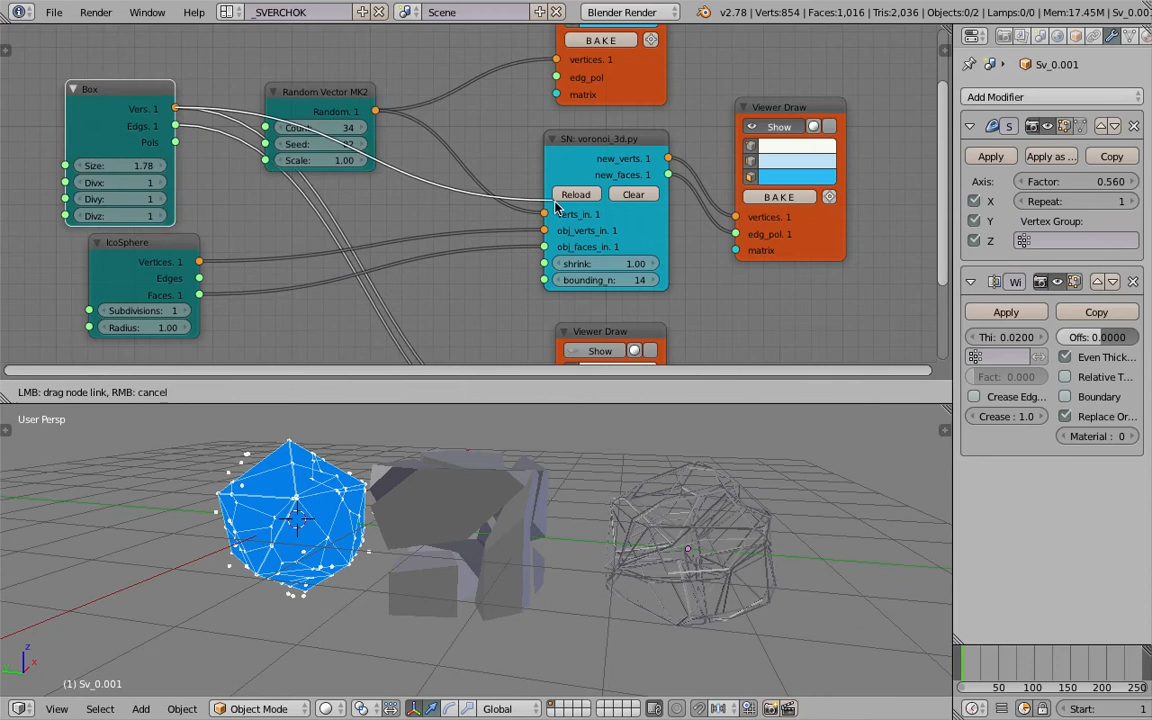 File Render Window Help _SVERCHOK Scene Blender Render v2.78 | Verts:854 | Faces:1,016 | Tris:2,036 | Objects:0/2 | Lamps:0/0 | Mem:17.45M | Sv_0.001
BAKE
vertices. 1
edg_pol
matrix
Box
Vers. 1
Edgs. 1
Pols
Size: 1.78
Divx: 1
Divy: 1
Divz: 1
Random Vector MK2
Random. 1
34
Seed:
Scale: 1.00
IcoSphere
Vertices. 1
Edges
Faces. 1
Subdivisions: 1
Radius: 1.00
SN: voronoi_3d.py
new_verts. 1
new_faces. 1
Reload Clear
verts_in. 1
obj_verts_in. 1
obj_faces_in. 1
shrink: 1.00
bounding_n: 14
Viewer Draw
Show
BAKE
vertices. 1
edg_pol. 1
matrix
Viewer Draw
Show
Sv_0.001
Add Modifier
S
Apply Apply as ... Copy
Axis: Factor: 0.560
X Repeat: 1
Y Vertex Group:
Z
Wi
Apply Copy
Thi: 0.0200 Offs: 0.0000
Even Thick...
Fact: 0.000 Relative T...
Crease Edg... Boundary
Crease : 1.0 Replace Or...
Material : 0
LMB: drag node link, RMB: cancel
User Persp
z
x
(1) Sv_0.001
View Select Add Object Object Mode Global
50 100 150 200 250
Start: 1